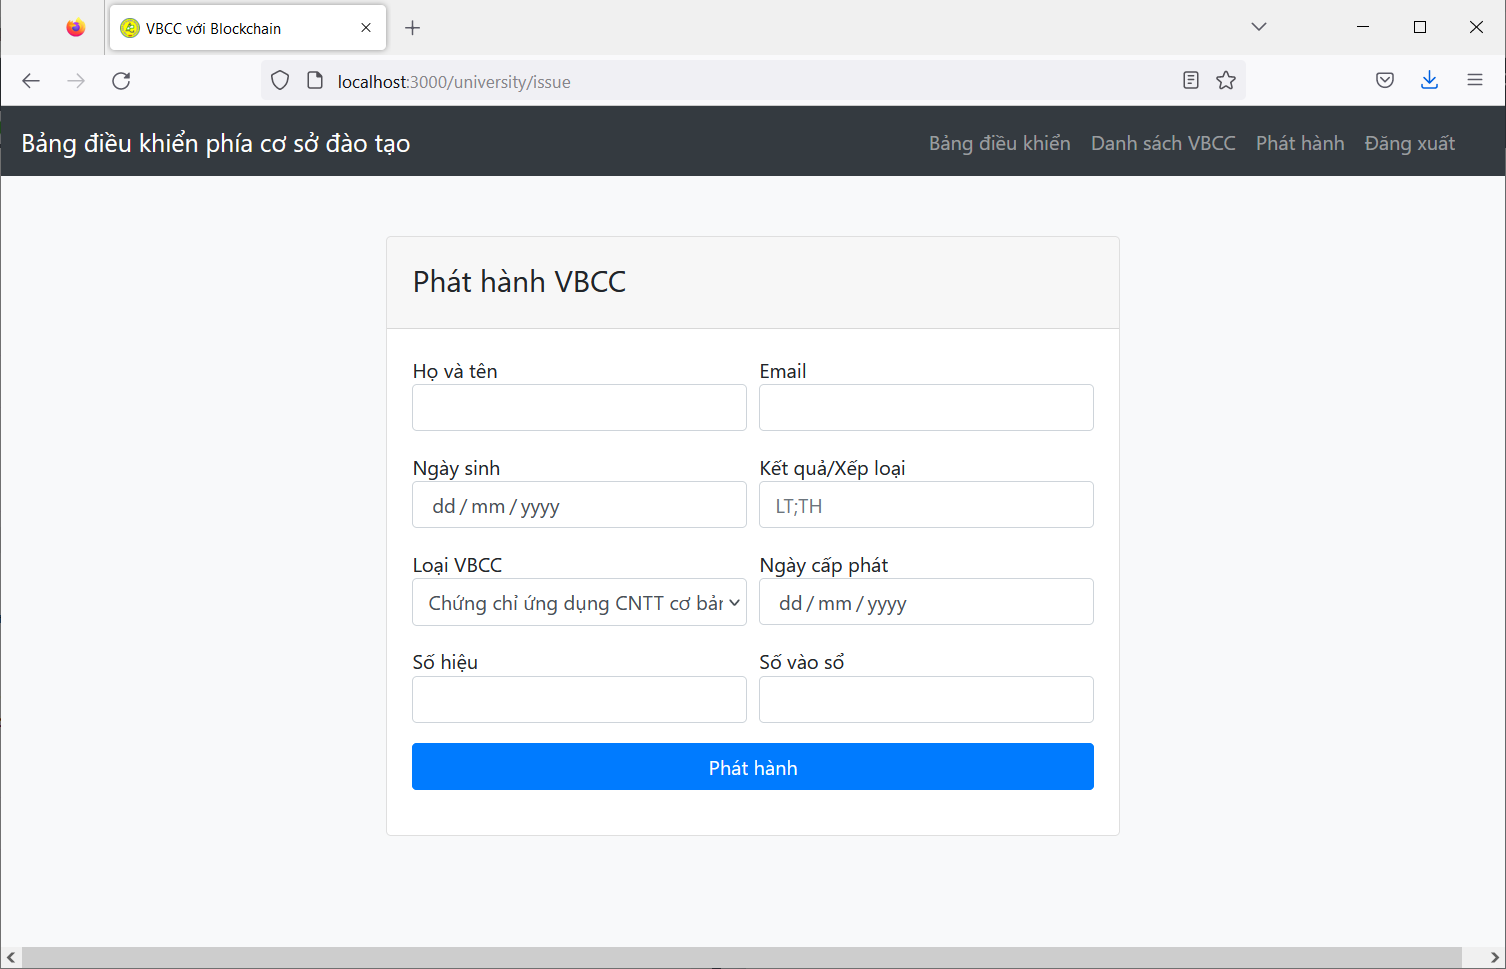 VBCC với Blockchain
localhost:3000/university/issue
Bảng điều khiển phía cơ sở đào tạo
Bảng điều khiển
Danh sách VBCC
Phát hành
Đăng xuất
Phát hành VBCC
Họ và tên
Email
Ngày sinh
Kết quả/Xếp loại
dd / mm / yyyy
LT;TH
Loại VBCC
Ngày cấp phát
Chứng chỉ ứng dụng CNTT cơ bản
dd / mm / yyyy
Số hiệu
Số vào sổ
Phát hành